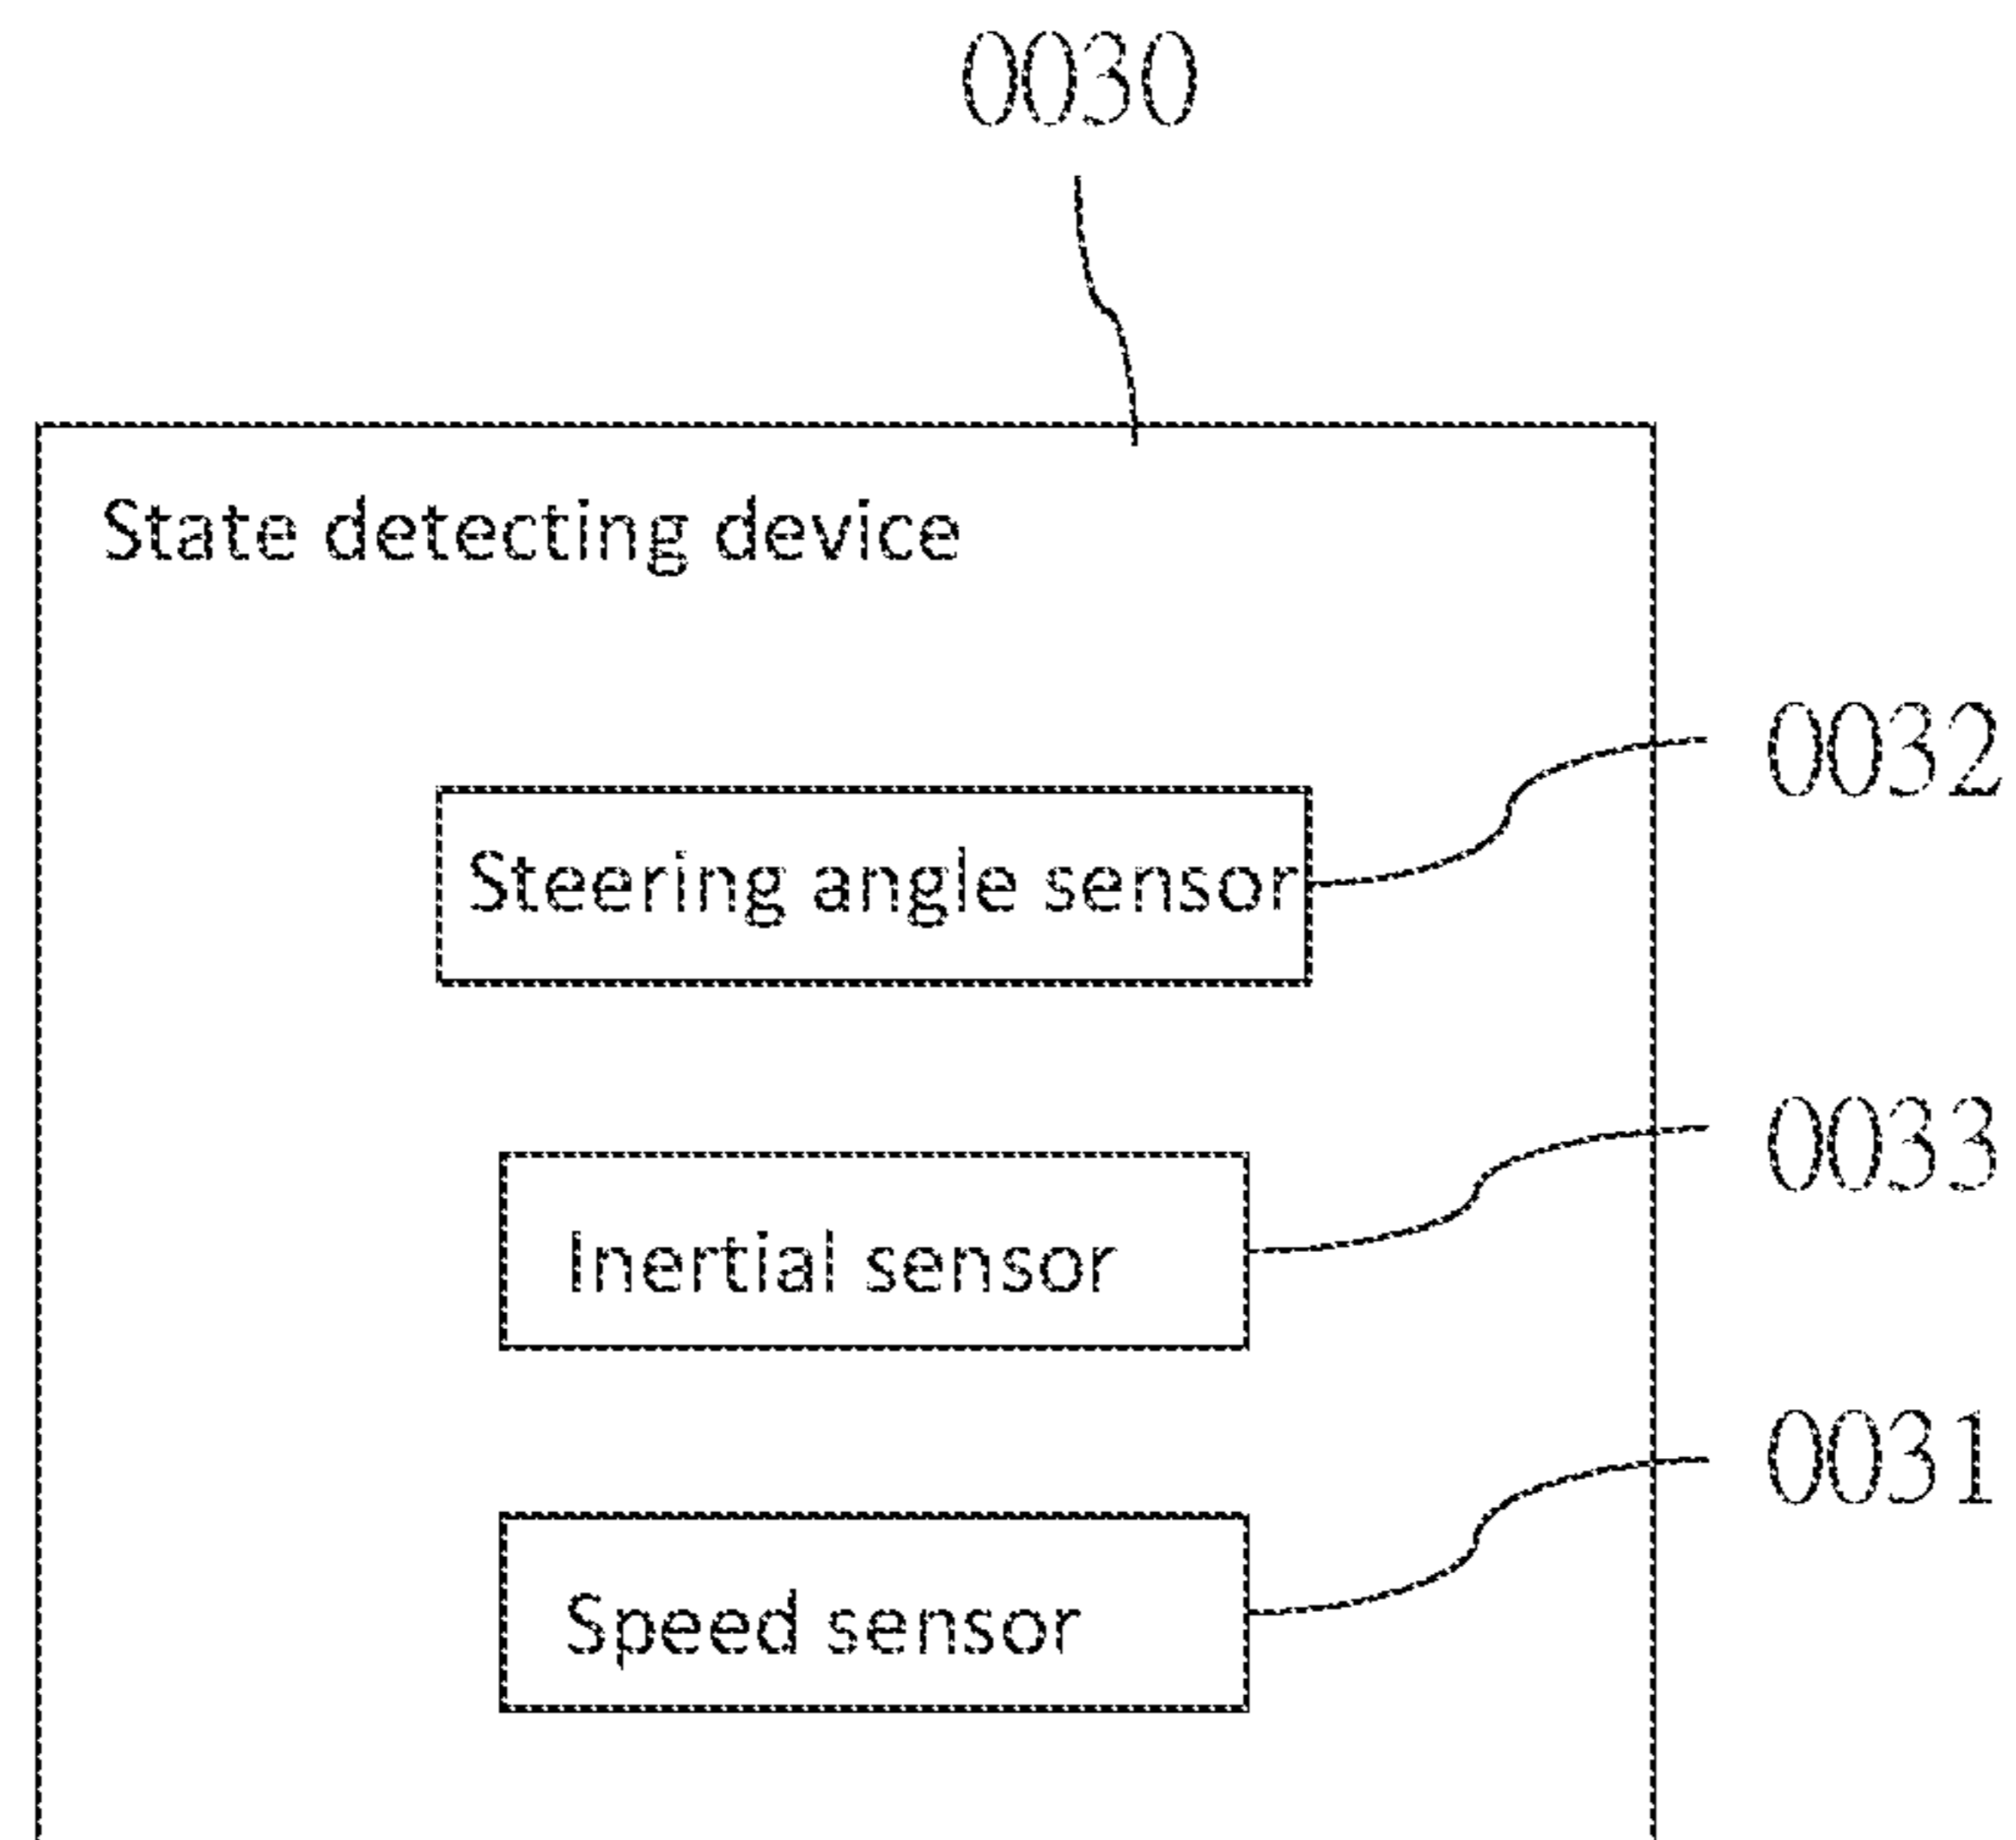 0030
State detecting device
0032
Steering angle sensor
0033
Inertial sensor
0031
Speed sensor